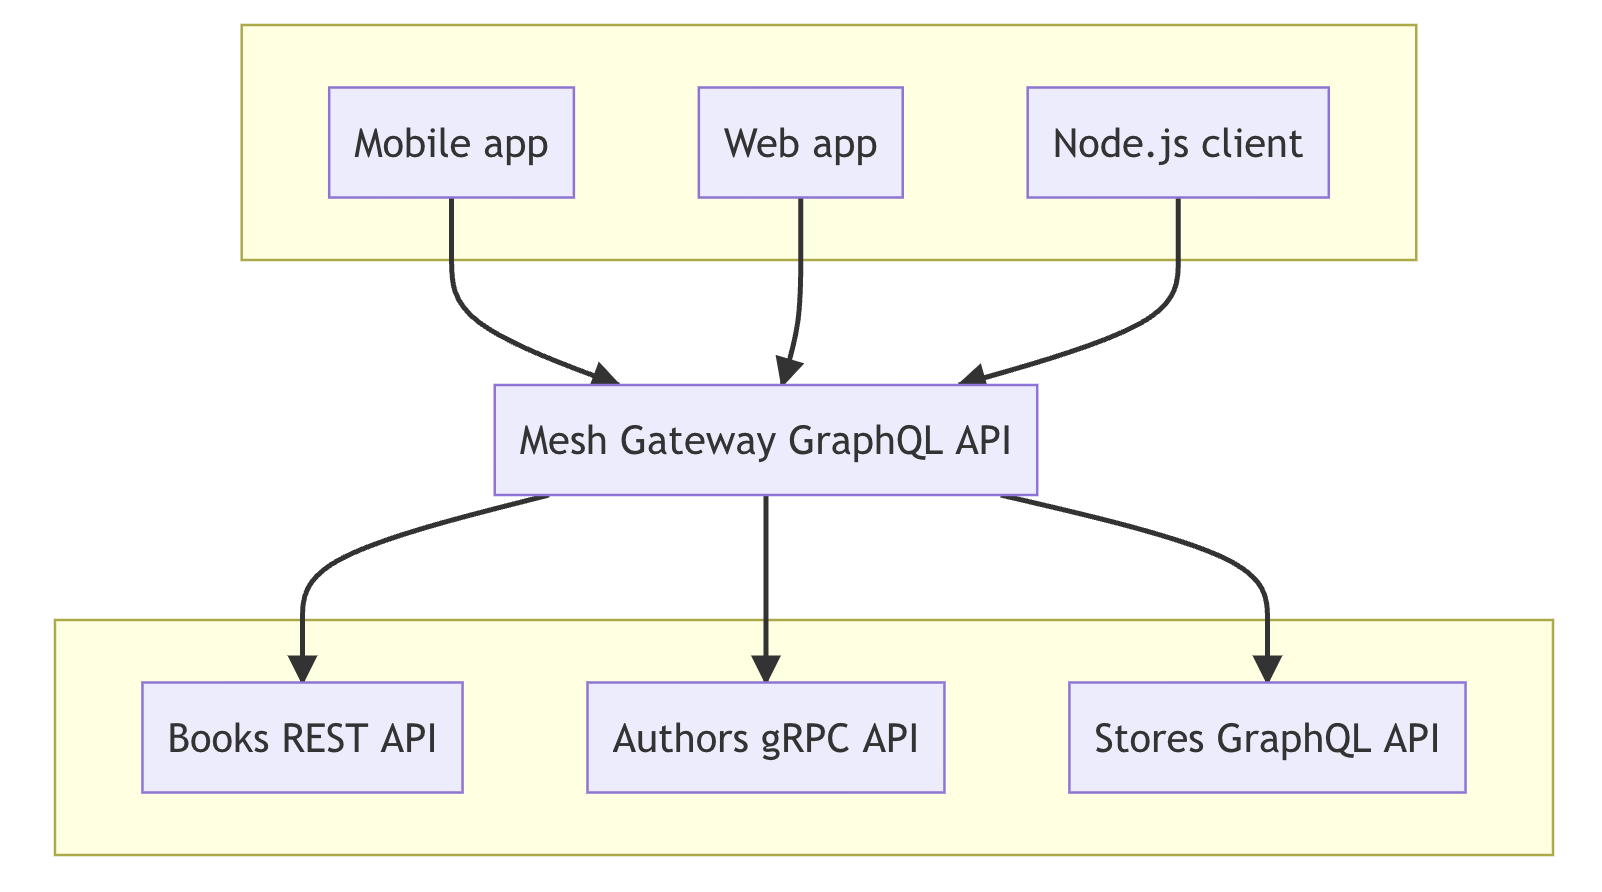 Mobile app
Web app
Node.js client
Mesh Gateway GraphQL API
Books REST API
Authors gRPC API
Stores GraphQL API